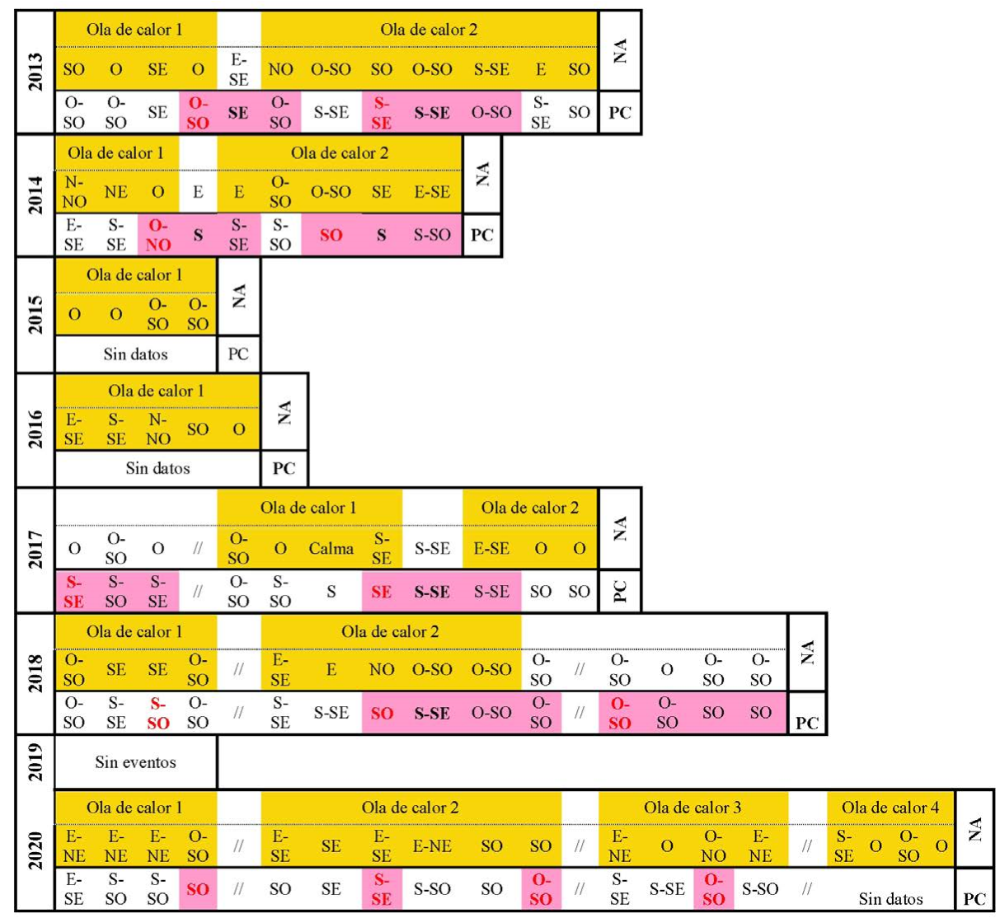 2013
Ola de calor 1 Ola de calor 2 NA
SO O SE O E-SE NO O-SO SO O-SO S-SE E SO
O-SO O-SO SE O-SO SE O-SO S-SE S-SE S-SE O-SO S-SE SO PC
2014
Ola de calor 1 Ola de calor 2 NA
N-NO NE O E E O-SO O-SO SE E-SE
E-SE S-SE O-NO S S-SE S-SO SO S S-SO PC
2015
Ola de calor 1 NA
O O O-SO O-SO
Sin datos PC
2016
Ola de calor 1 NA
E-SE S-SE N-NO SO O
Sin datos PC
2017
Ola de calor 1 Ola de calor 2 NA
O O-SO O // O-SO O Calma S-SE S-SE E-SE O O
S-SE S-SO S-SE // O-SO S-SO S SE S-SE S-SE SO SO PC
2018
Ola de calor 1 Ola de calor 2 NA
O-SO SE SE O-SO // E-SE E NO O-SO O-SO O-SO // O-SO O O-SO O-SO
O-SO S-SE S-SO O-SO // S-SE S-SE SO S-SE O-SO O-SO // O-SO O-SO SO SO PC
2019
Sin eventos
2020
Ola de calor 1 Ola de calor 2 Ola de calor 3 Ola de calor 4 NA
E-NE E-NE E-NE O-SO // E-SE SE E-SE E-NE SO SO // E-NE O O-NO E-NE // S-SE O O-SO O
E-SE S-SO S-SO SO // SO SE S-SE S-SO SO O-SO // S-SE S-SE O-SO S-SO // Sin datos PC